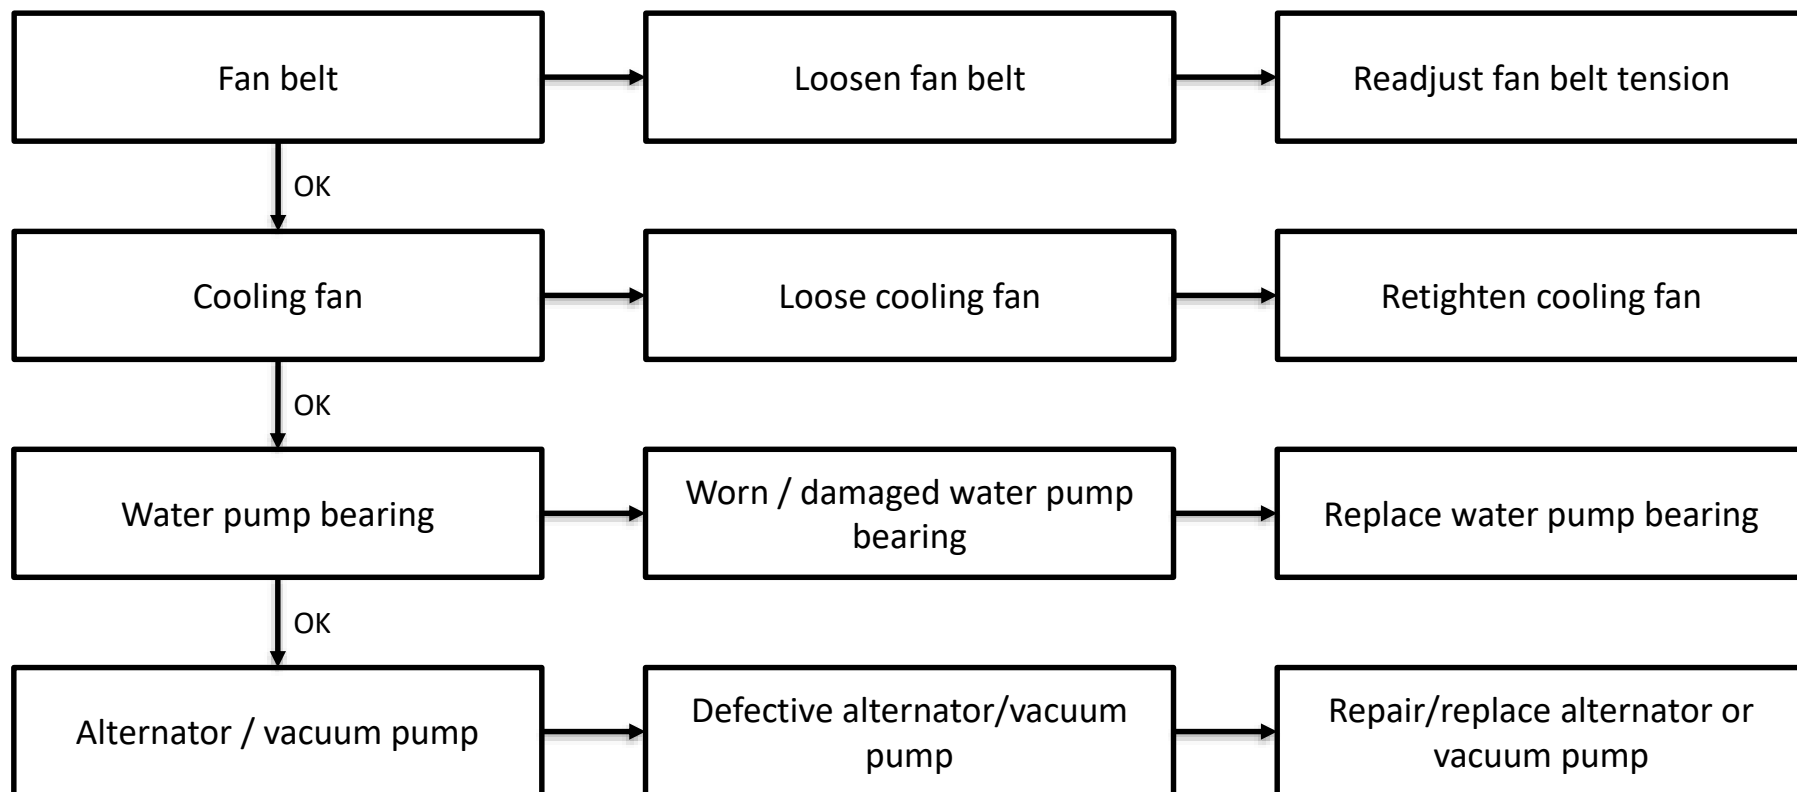 Fan belt
Loosen fan belt
Readjust fan belt tension
OK
Cooling fan
Loose cooling fan
Retighten cooling fan
OK
Water pump bearing
Worn / damaged water pump
bearing
Replace water pump bearing
OK
Alternator / vacuum pump
Defective alternator/vacuum
pump
Repair/replace alternator or
vacuum pump